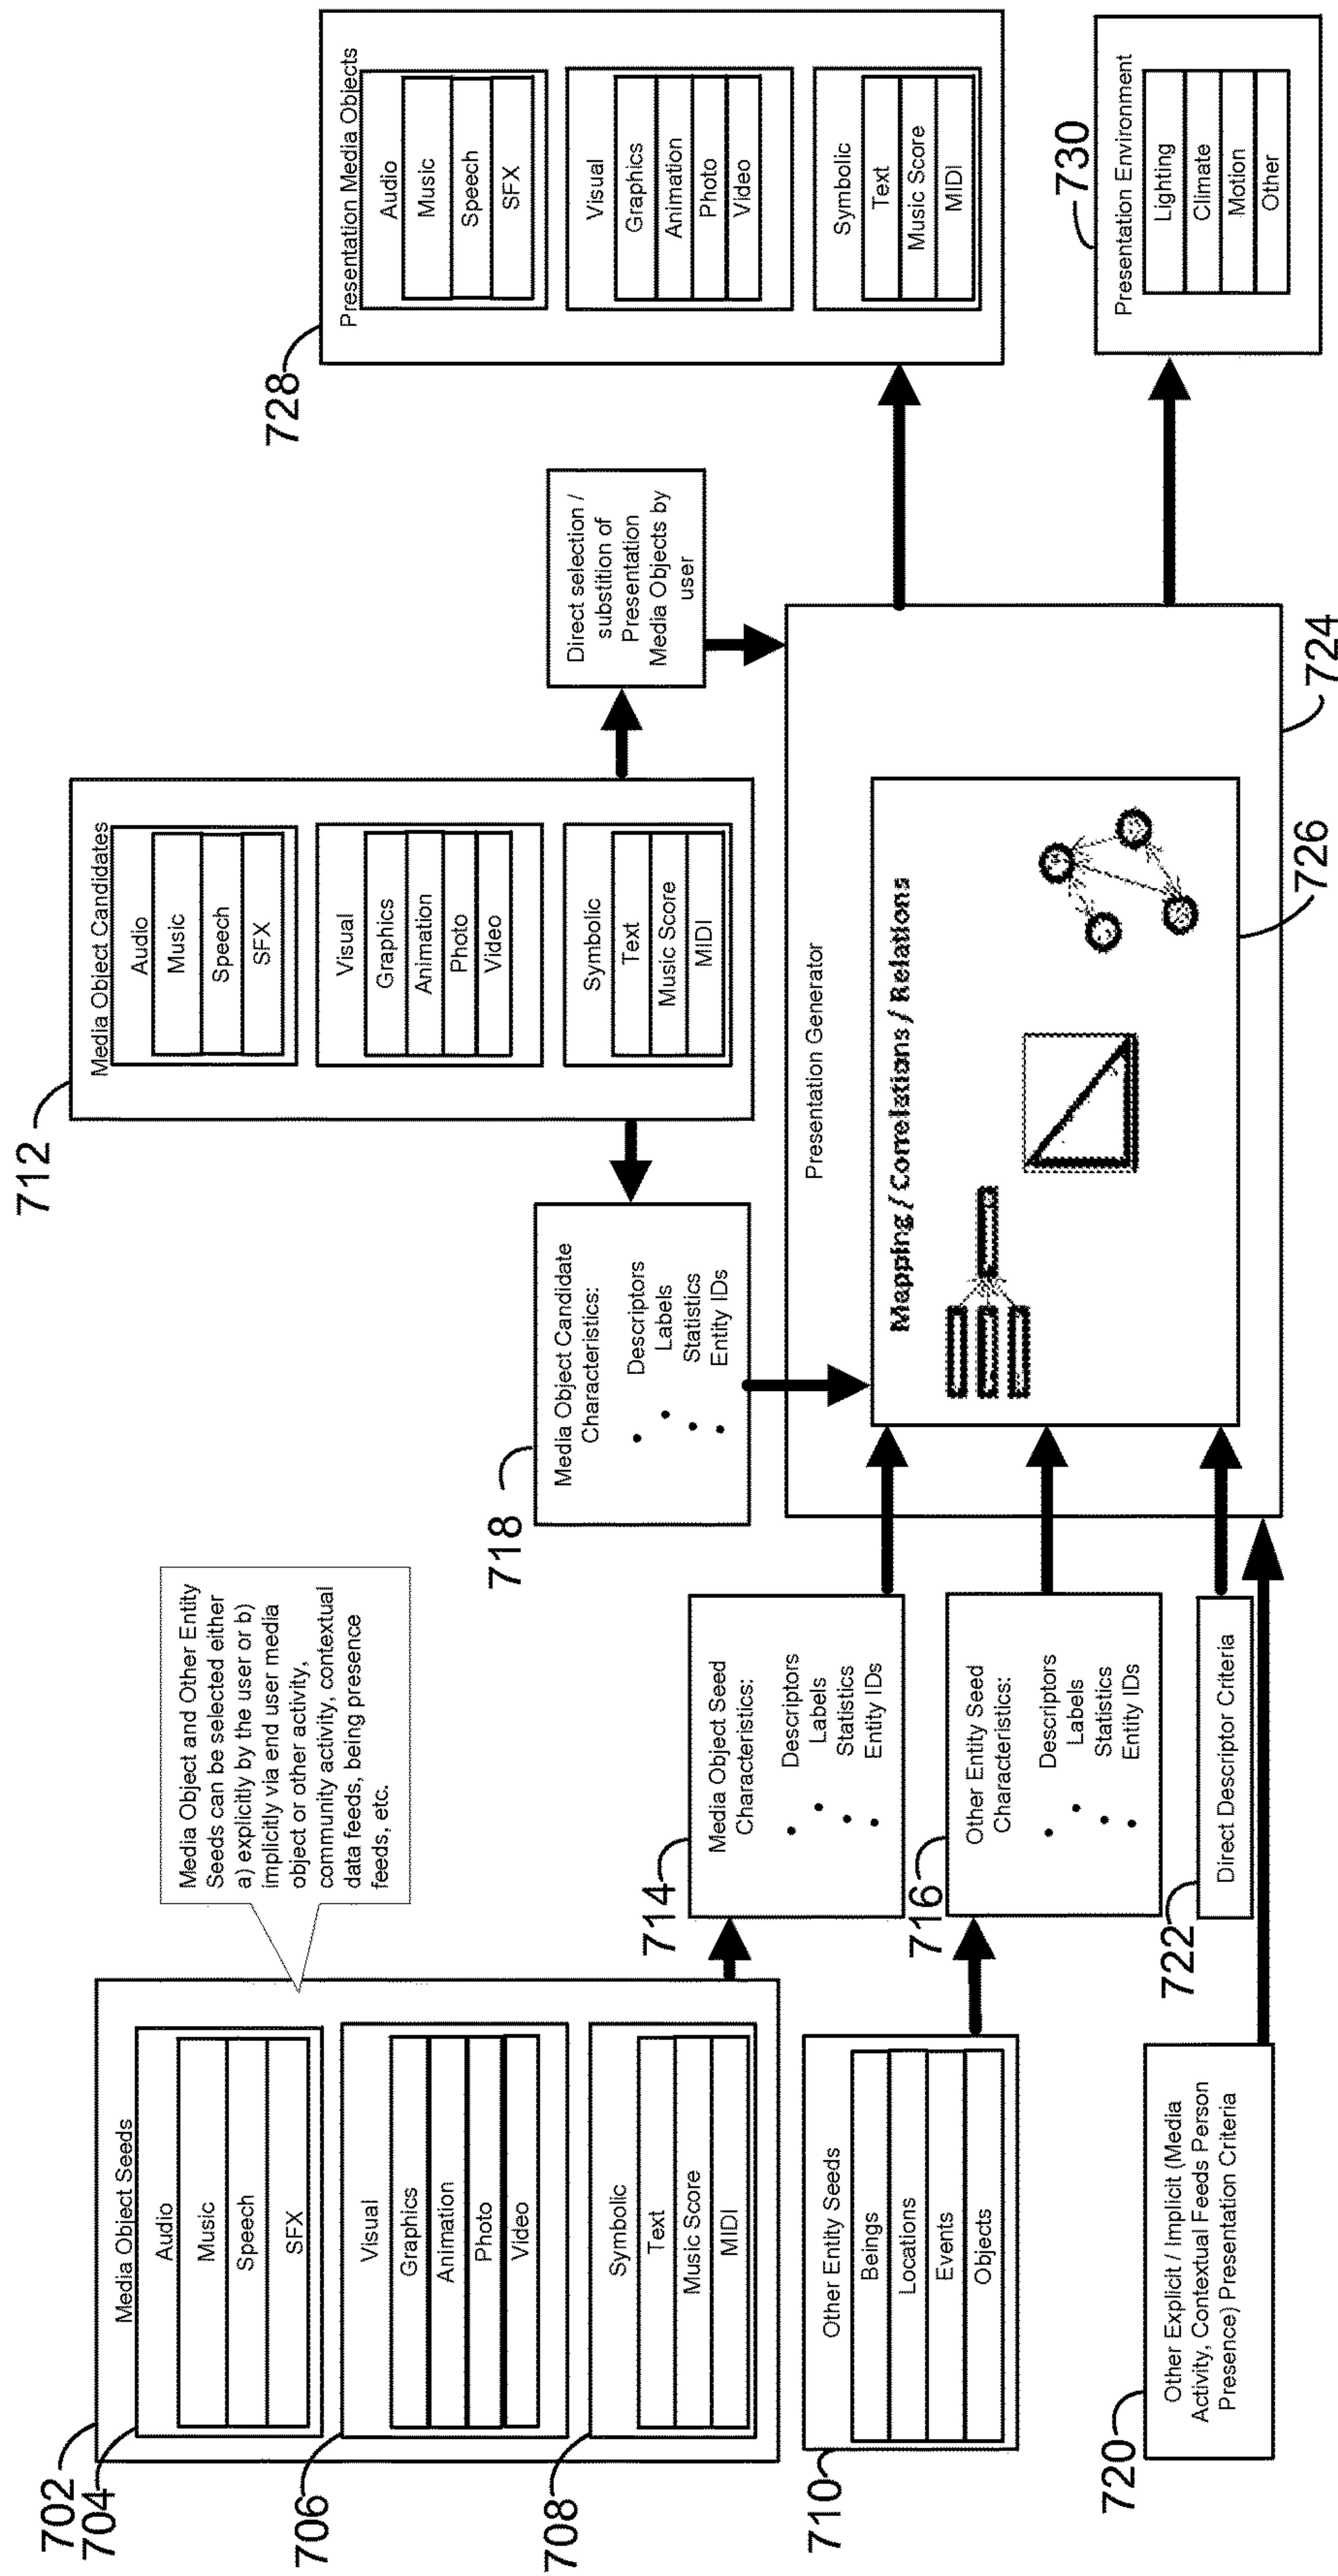 702
704
Media Object Seeds
Audio
Music
Speech
SFX
706
Visual
Graphics
Animation
Photo
Video
708
Symbolic
Text
Music Score
MIDI
Media Object and Other Entity
Seeds can be selected either
a) explicitly by the user or b)
implicitly via end user media
object or other activity,
community activity, contextual
data feeds, being presence
feeds, etc.
710
Other Entity Seeds
Beings
Locations
Events
Objects
720
Other Explicit / Implicit (Media
Activity, Contextual Feeds Person
Presence) Presentation Criteria
714
Media Object Seed
Characteristics:
• Descriptors
• Labels
• Statistics
• Entity IDs
716
Other Entity Seed
Characteristics:
• Descriptors
• Labels
• Statistics
• Entity IDs
722
Direct Descriptor Criteria
718
Media Object Candidate
Characteristics:
• Descriptors
• Labels
• Statistics
• Entity IDs
712
Media Object Candidates
Audio
Music
Speech
SFX
Visual
Graphics
Animation
Photo
Video
Symbolic
Text
Music Score
MIDI
Direct selection /
substition of
Presentation
Media Objects by
user
Presentation Generator
Mapping / Correlations / Relations
726
724
728
Presentation Media Objects
Audio
Music
Speech
SFX
Visual
Graphics
Animation
Photo
Video
Symbolic
Text
Music Score
MIDI
730
Presentation Environment
Lighting
Climate
Motion
Other